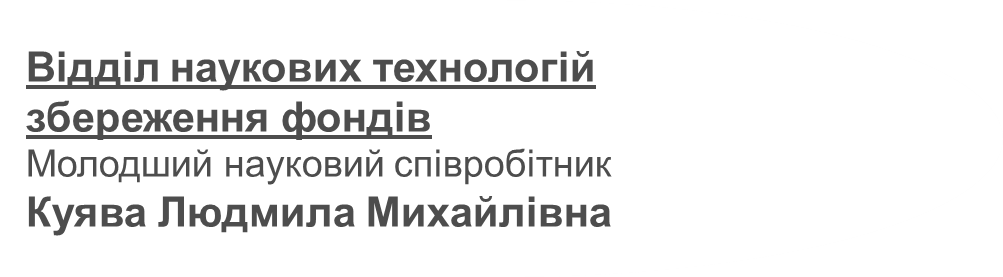 Відділ наукових технологій
збереження фондів
Молодший науковий співробітник
Куява Людмила Михайлівна